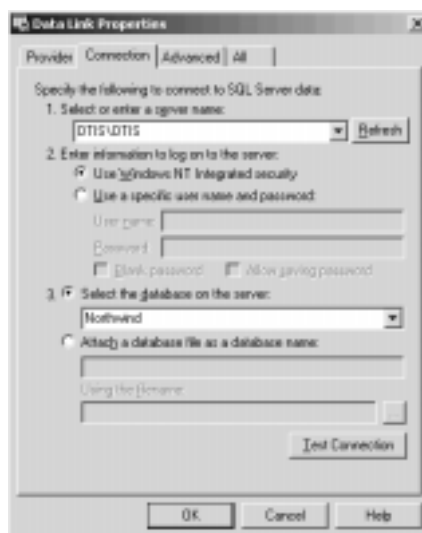 Data Link Properties
Provider Connection Advanced All
Specify the following to connect to SQL Server data:
1. Select or enter a server name:
DTIS\DTIS Refresh
2. Enter information to log on to the server:
Use Windows NT Integrated security
Use a specific user name and password:
User name:
Password:
Blank password Allow saving password
3. Select the database on the server:
Northwind
Attach a database file as a database name:
Using the filename:
...
Test Connection
OK Cancel Help